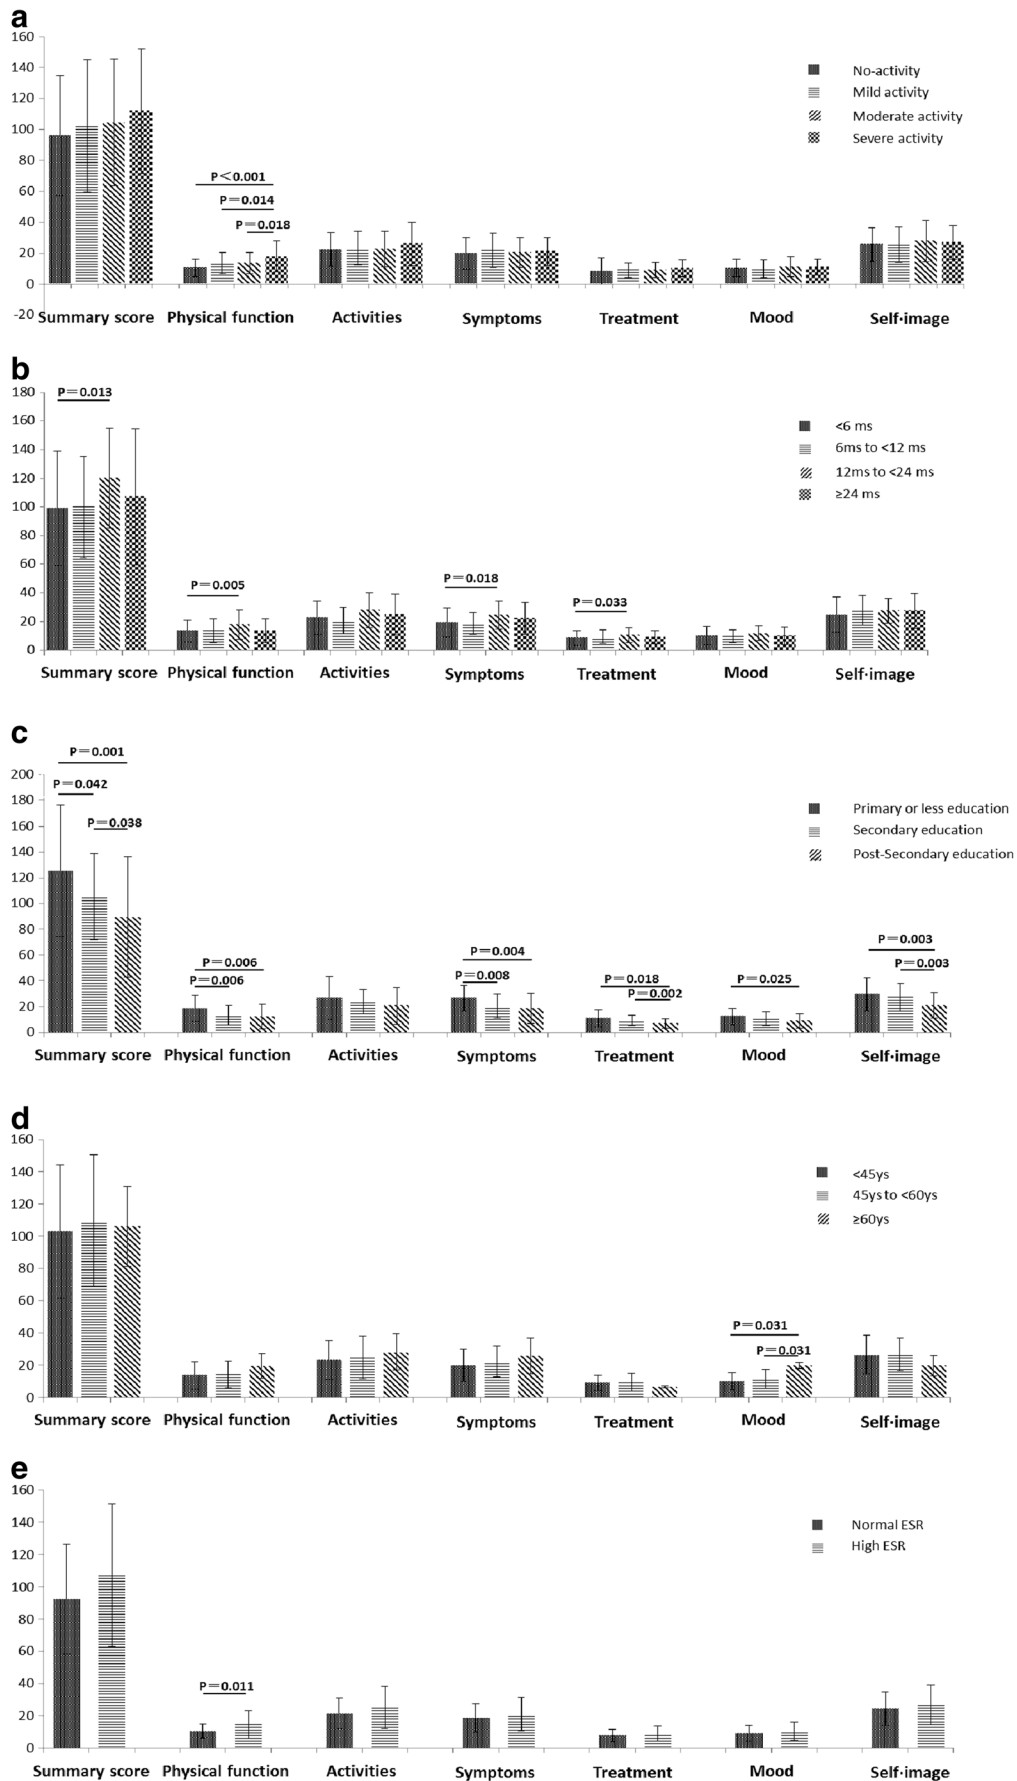 a
160
140
120
100
80
60
40
20
0
-20
No-activity
Mild activity
Moderate activity
Severe activity
P<0.001
P=0.014
P=0.018
Summary score Physical function Activities Symptoms Treatment Mood Self·image
b
180
160
140
120
100
80
60
40
20
0
P=0.013
<6 ms
6ms to <12 ms
12ms to <24 ms
≥24 ms
P=0.005
P=0.018
P=0.033
Summary score Physical function Activities Symptoms Treatment Mood Self·image
c
200
180
160
140
120
100
80
60
40
20
0
P=0.001
P=0.042
P=0.038
Primary or less education
Secondary education
Post-Secondary education
P=0.006
P=0.006
P=0.004
P=0.008
P=0.018
P=0.002
P=0.025
P=0.003
P=0.003
Summary score Physical function Activities Symptoms Treatment Mood Self·image
d
160
140
120
100
80
60
40
20
0
<45ys
45ys to <60ys
≥60ys
P=0.031
P=0.031
Summary score Physical function Activities Symptoms Treatment Mood Self·image
e
160
140
120
100
80
60
40
20
0
Normal ESR
High ESR
P=0.011
Summary score Physical function Activities Symptoms Treatment Mood Self·image